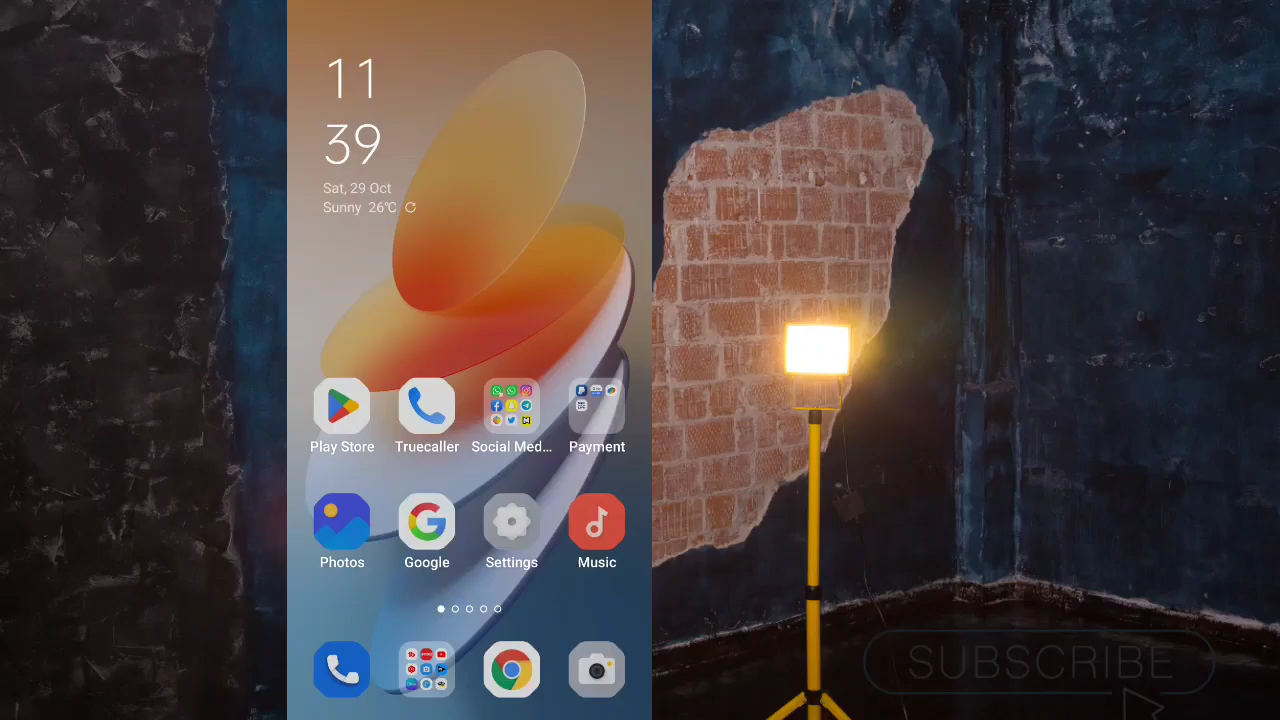 11
39
Sat, 29 Oct
Sunny 26℃
Play Store Truecaller Social Med... Payment
Photos Google Settings Music
SUBSCRIBE